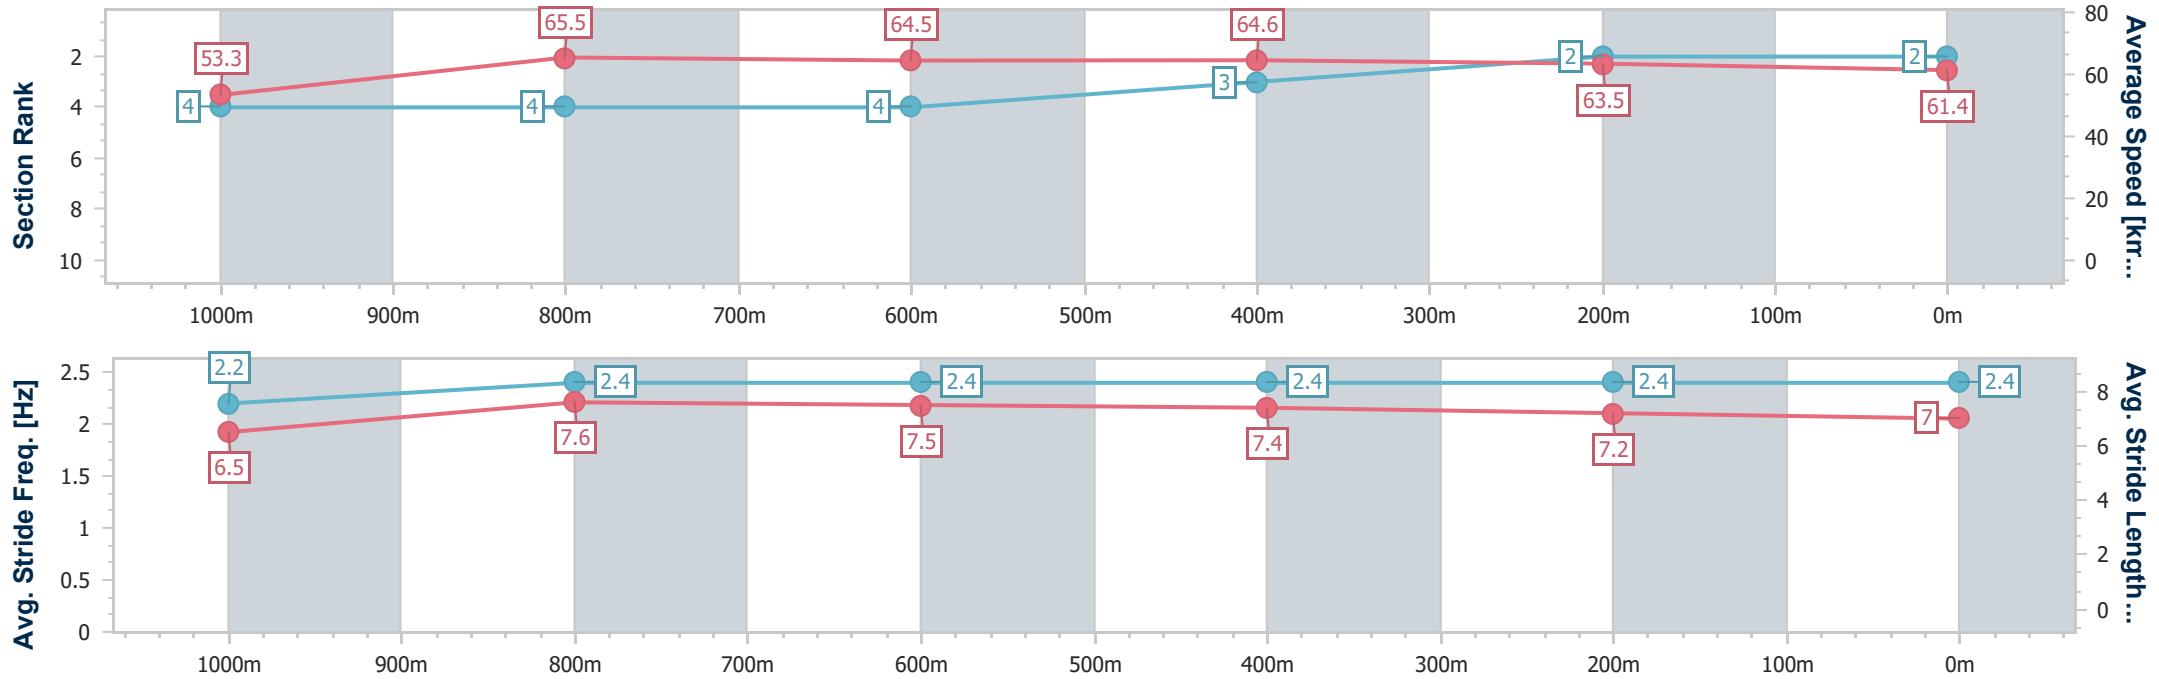 Section Rank
2
4
6
8
10
53.3
65.5
64.5
64.6
63.5
61.4
4
4
4
3
2
2
80
60
40
20
0
Average Speed [km...
1000m
900m
800m
700m
600m
500m
400m
300m
200m
100m
0m
Avg. Stride Freq. [Hz]
2.5
2
1.5
1
0.5
0
2.2
2.4
2.4
2.4
2.4
2.4
6.5
7.6
7.5
7.4
7.2
7
8
6
4
2
0
Avg. Stride Length...
1000m
900m
800m
700m
600m
500m
400m
300m
200m
100m
0m